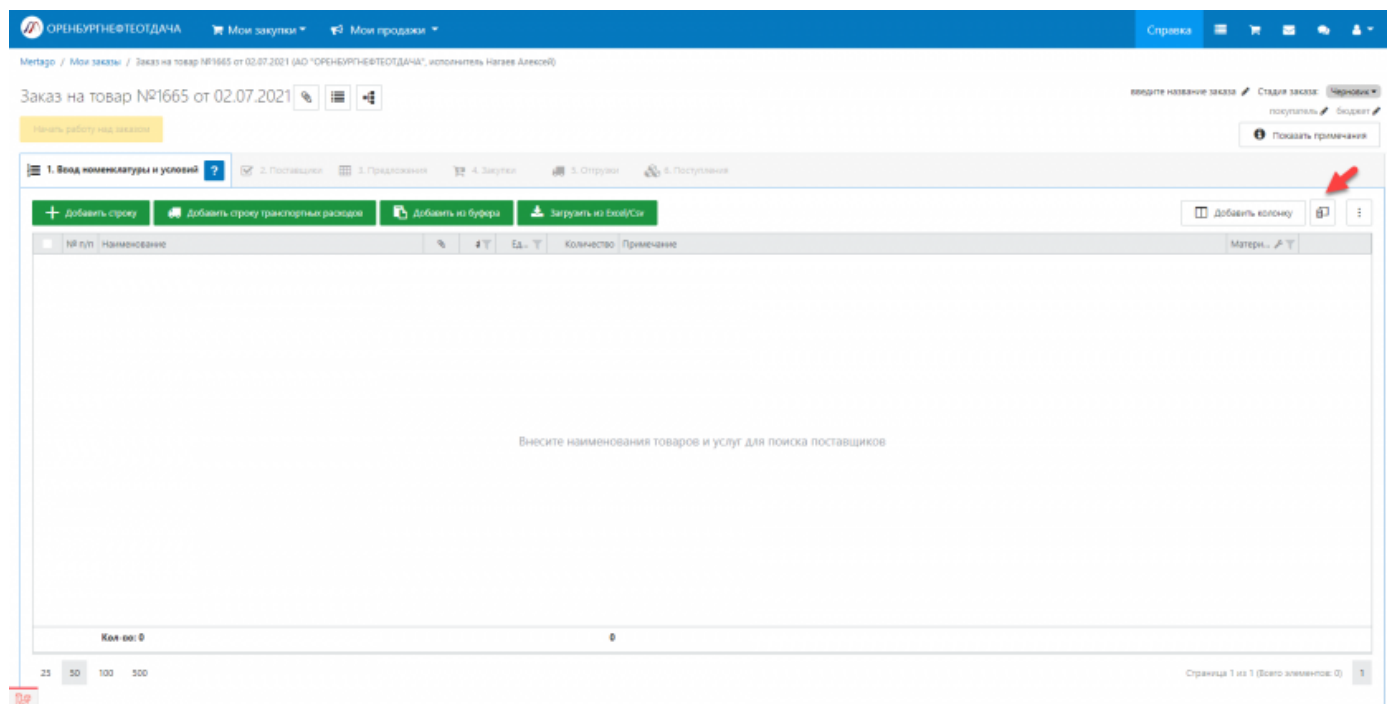 ОРЕНБУРГНЕФТЕОТДАЧА Мои закупки Мои продажи Справка
Mertago / Мои заказы / Заказ на товар №1665 от 02.07.2021 (АО "ОРЕНБУРГНЕФТЕОТДАЧА", исполнитель Нагаев Алексей)
Заказ на товар №1665 от 02.07.2021
введите название заказа Стадия заказа: Черновик
покупатель бюджет
Начать работу над заказом
Показать примечания
1. Ввод номенклатуры и условий ? 2. Поставщики 3. Предложения 4. Закупки 5. Отгрузки 6. Поступления
Добавить строку Добавить строку транспортных расходов Добавить из буфера Загрузить из Excel/Csv Добавить колонку
№ п/п Наименование Ед... Количество Примечание Матери...
Внесите наименования товаров и услуг для поиска поставщиков
Кол-во: 0 0
25 50 100 500 Страница 1 из 1 (Всего элементов: 0) 1